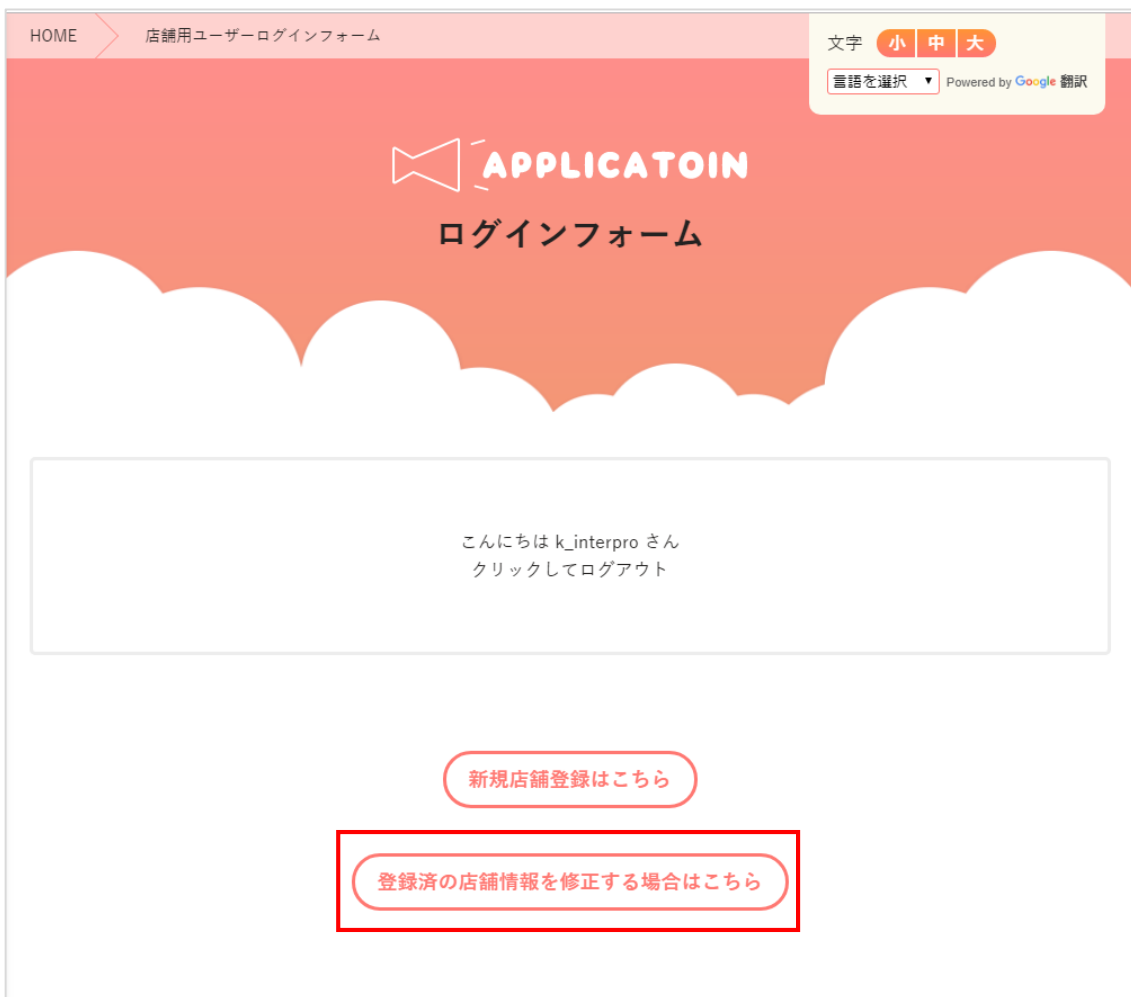 HOME
店舗用ユーザーログインフォーム
文字 小 中 大
言語を選択 ▼ Powered by Google 翻訳
APPLICATOIN
ログインフォーム
こんにちは k_interpro さん
クリックしてログアウト
新規店舗登録はこちら
登録済の店舗情報を修正する場合はこちら